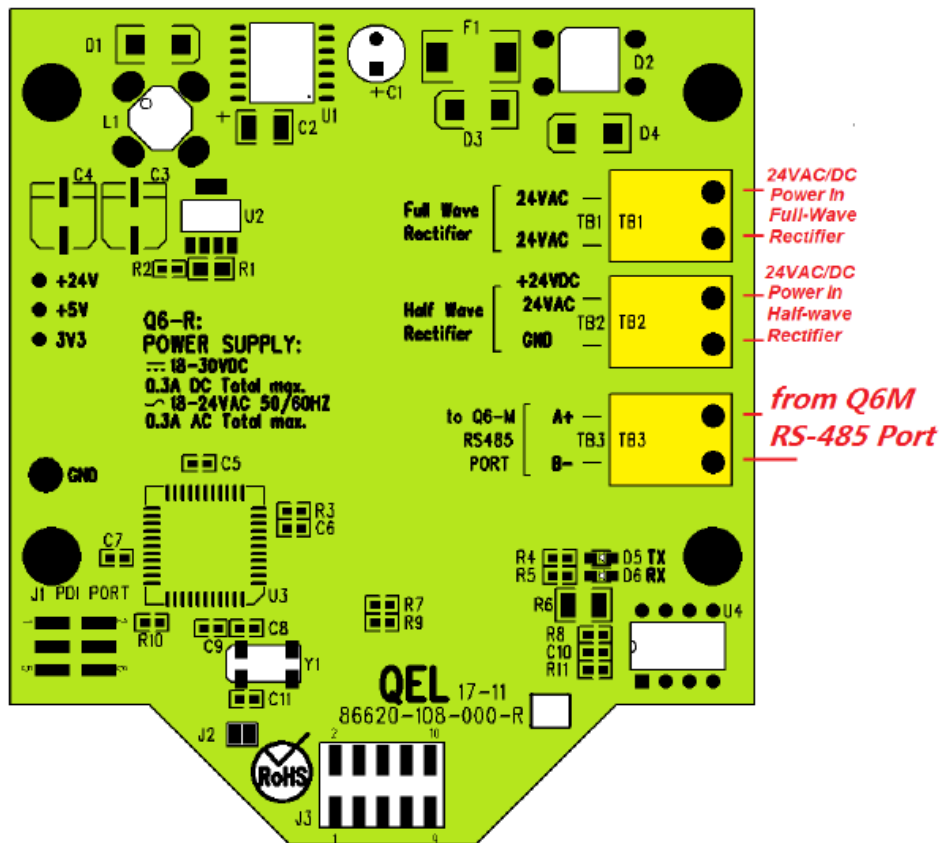 D1
F1
D2
+C1
L1
+
U1
C2
D3
D4
C4
C3
U2
R2
R1
+24V
+5V
3V3
Full Wave
Rectifier
24VAC
24VAC
TB1
TB1
24VAC/DC
Power In
Full-Wave
Rectifier
Half Wave
Rectifier
+24VDC
24VAC
GND
TB2
TB2
24VAC/DC
Power In
Half-wave
Rectifier
Q6-R:
POWER SUPPLY:
18-30VDC
0.3A DC Total max.
18-24VAC 50/60HZ
0.3A AC Total max.
to Q6-M
RS485
PORT
A+
B-
TB3
TB3
from Q6M
RS-485 Port
GND
C5
R3
C6
C7
J1 PDI PORT
U3
R10
C9
C8
Y1
C11
R7
R9
R4
D5 TX
R5
D6 RX
R6
U4
R8
C10
R11
QEL 17-11
86620-108-000-R
J2
RoHS
2
10
J3
1
9